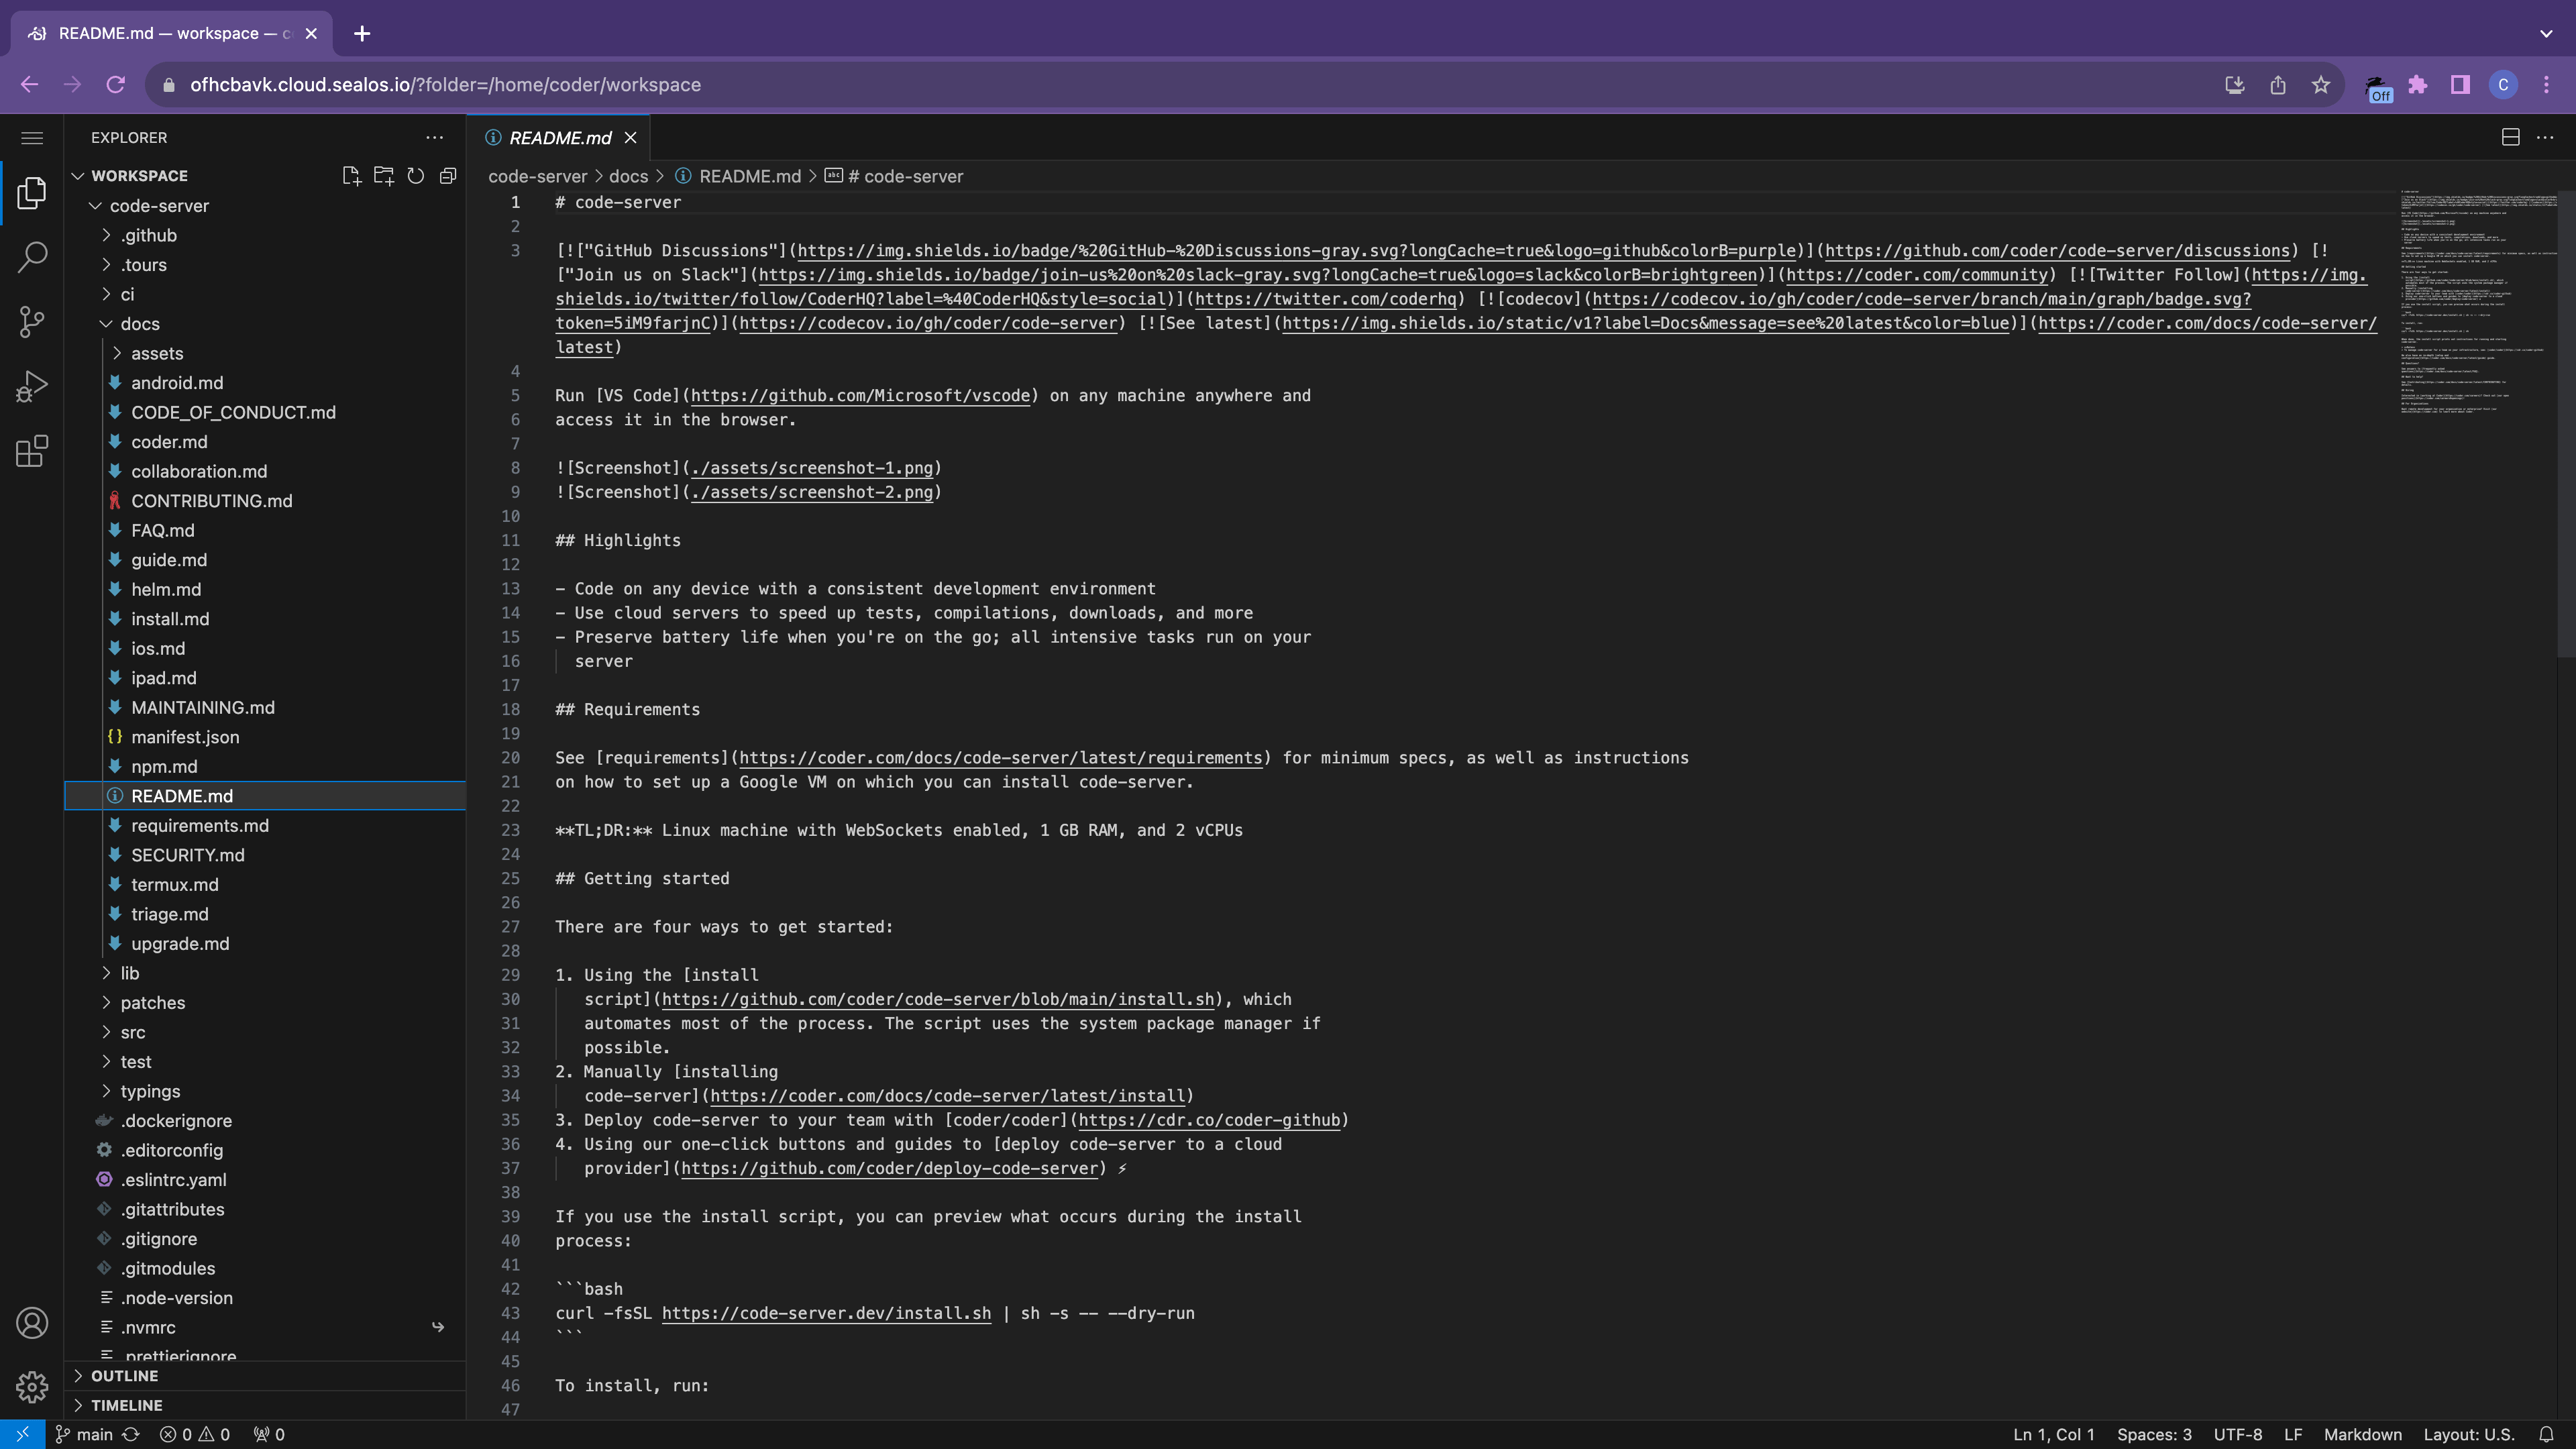 README.md — workspace — c
ofhcbavk.cloud.sealos.io/?folder=/home/coder/workspace
Off
C
EXPLORER
WORKSPACE
code-server
.github
.tours
ci
docs
assets
android.md
CODE_OF_CONDUCT.md
coder.md
collaboration.md
CONTRIBUTING.md
FAQ.md
guide.md
helm.md
install.md
ios.md
ipad.md
MAINTAINING.md
manifest.json
npm.md
README.md
requirements.md
SECURITY.md
termux.md
triage.md
upgrade.md
lib
patches
src
test
typings
.dockerignore
.editorconfig
.eslintrc.yaml
.gitattributes
.gitignore
.gitmodules
.node-version
.nvmrc
.prettierignore
OUTLINE
TIMELINE
README.md
code-server > docs > README.md > # code-server
1 # code-server
2
3 [!["GitHub Discussions"](https://img.shields.io/badge/%20GitHub-%20Discussions-gray.svg?longCache=true&logo=github&colorB=purple)](https://github.com/coder/code-server/discussions) [!
["Join us on Slack"](https://img.shields.io/badge/join-us%20on%20slack-gray.svg?longCache=true&logo=slack&colorB=brightgreen)](https://coder.com/community) [![Twitter Follow](https://img.
shields.io/twitter/follow/CoderHQ?label=%40CoderHQ&style=social)](https://twitter.com/coderhq) [![codecov](https://codecov.io/gh/coder/code-server/branch/main/graph/badge.svg?
token=5iM9farjnC)](https://codecov.io/gh/coder/code-server) [![See latest](https://img.shields.io/static/v1?label=Docs&message=see%20latest&color=blue)](https://coder.com/docs/code-server/
latest)
4
5 Run [VS Code](https://github.com/Microsoft/vscode) on any machine anywhere and
6 access it in the browser.
7
8 ![Screenshot](./assets/screenshot-1.png)
9 ![Screenshot](./assets/screenshot-2.png)
10
11 ## Highlights
12
13 - Code on any device with a consistent development environment
14 - Use cloud servers to speed up tests, compilations, downloads, and more
15 - Preserve battery life when you're on the go; all intensive tasks run on your
16 server
17
18 ## Requirements
19
20 See [requirements](https://coder.com/docs/code-server/latest/requirements) for minimum specs, as well as instructions
21 on how to set up a Google VM on which you can install code-server.
22
23 **TL;DR:** Linux machine with WebSockets enabled, 1 GB RAM, and 2 vCPUs
24
25 ## Getting started
26
27 There are four ways to get started:
28
29 1. Using the [install
30 script](https://github.com/coder/code-server/blob/main/install.sh), which
31 automates most of the process. The script uses the system package manager if
32 possible.
33 2. Manually [installing
34 code-server](https://coder.com/docs/code-server/latest/install)
35 3. Deploy code-server to your team with [coder/coder](https://cdr.co/coder-github)
36 4. Using our one-click buttons and guides to [deploy code-server to a cloud
37 provider](https://github.com/coder/deploy-code-server) ⚡
38
39 If you use the install script, you can preview what occurs during the install
40 process:
41
42 ```bash
43 curl -fsSL https://code-server.dev/install.sh | sh -s -- --dry-run
44 ```
45
46 To install, run:
47
main 0 0 0
Ln 1, Col 1 Spaces: 3 UTF-8 LF Markdown Layout: U.S.